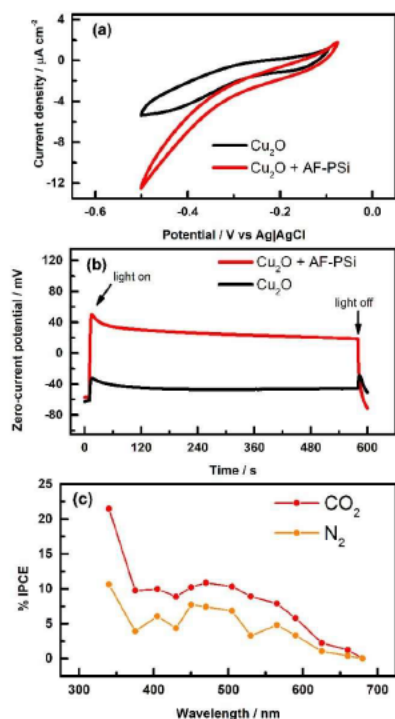 (a)
0
-4
-8
-12
Current density / μA cm⁻²
Cu₂O
Cu₂O + AF-PSi
-0.6 -0.4 -0.2 0.0
Potential / V vs Ag|AgCl
(b)
120
80
40
0
-40
-80
Zero-current potential / mV
Cu₂O + AF-PSi
Cu₂O
light on
light off
0 120 240 360 480 600
Time / s
(c)
25
20
15
10
5
0
% IPCE
CO₂
N₂
300 400 500 600 700
Wavelength / nm